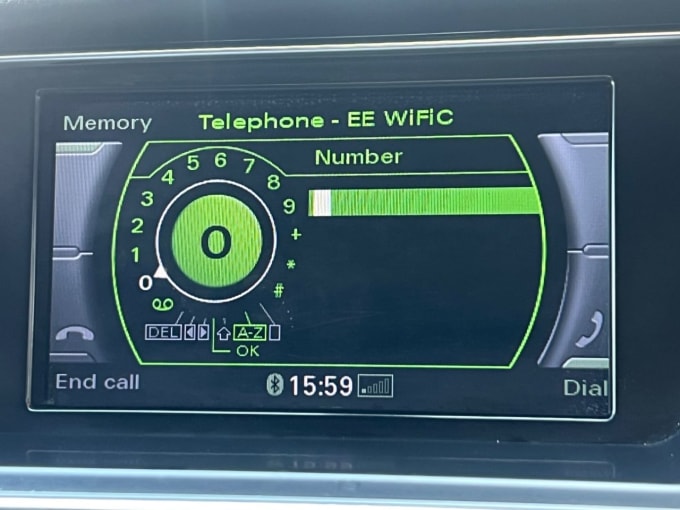 Memory
Telephone - EE WiFiC
Number
0
0 1 2 3 4 5 6 7 8 9 + * #
DEL A-Z
OK
End call
15:59
Dial